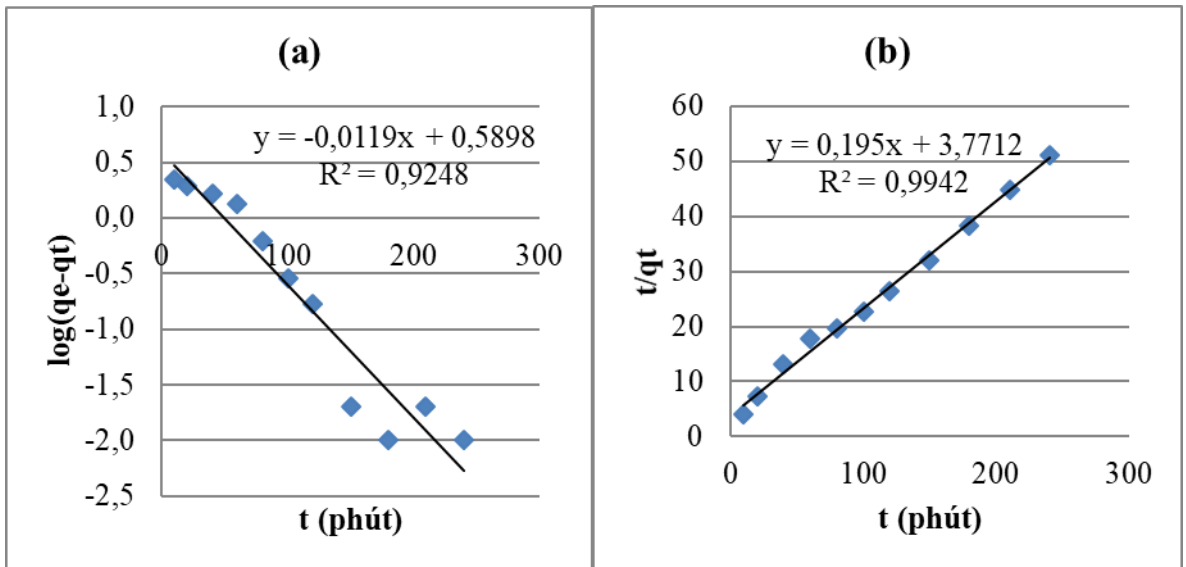 (a)
1,0
0,5
0,0
-0,5
-1,0
-1,5
-2,0
-2,5
y = -0,0119x + 0,5898
R² = 0,9248
0 100 200 300
log(qe-qt)
t (phút)
(b)
60
50
40
30
20
10
0
y = 0,195x + 3,7712
R² = 0,9942
t/qt
0 100 200 300
t (phút)